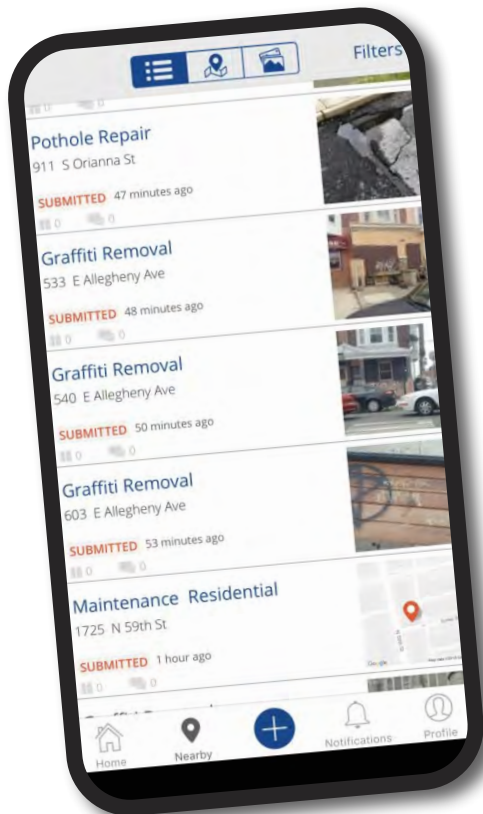 Filters
0 0
Pothole Repair
911 S Orianna St
SUBMITTED 47 minutes ago
0 0
Graffiti Removal
533 E Allegheny Ave
SUBMITTED 48 minutes ago
0 0
Graffiti Removal
540 E Allegheny Ave
SUBMITTED 50 minutes ago
0 0
Graffiti Removal
603 E Allegheny Ave
SUBMITTED 53 minutes ago
0 0
Maintenance Residential
1725 N 59th St
SUBMITTED 1 hour ago
0 0
Google
Home
Nearby
Notifications
Profile